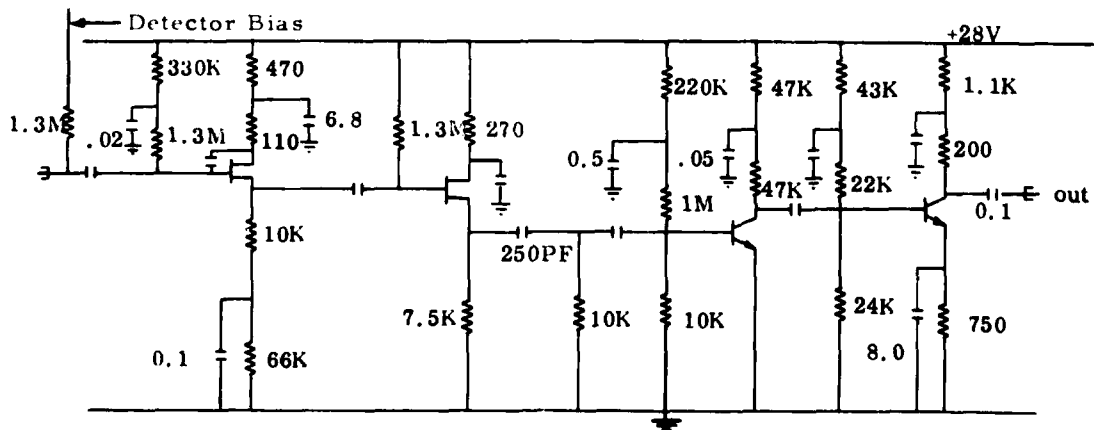 Detector Bias
+28V
330K
470
220K
47K
43K
1.1K
1.3M
.02
1.3M
110
6.8
1.3M
270
0.5
.05
200
47K
22K
1M
0.1
out
10K
250PF
7.5K
10K
10K
24K
750
0.1
66K
8.0